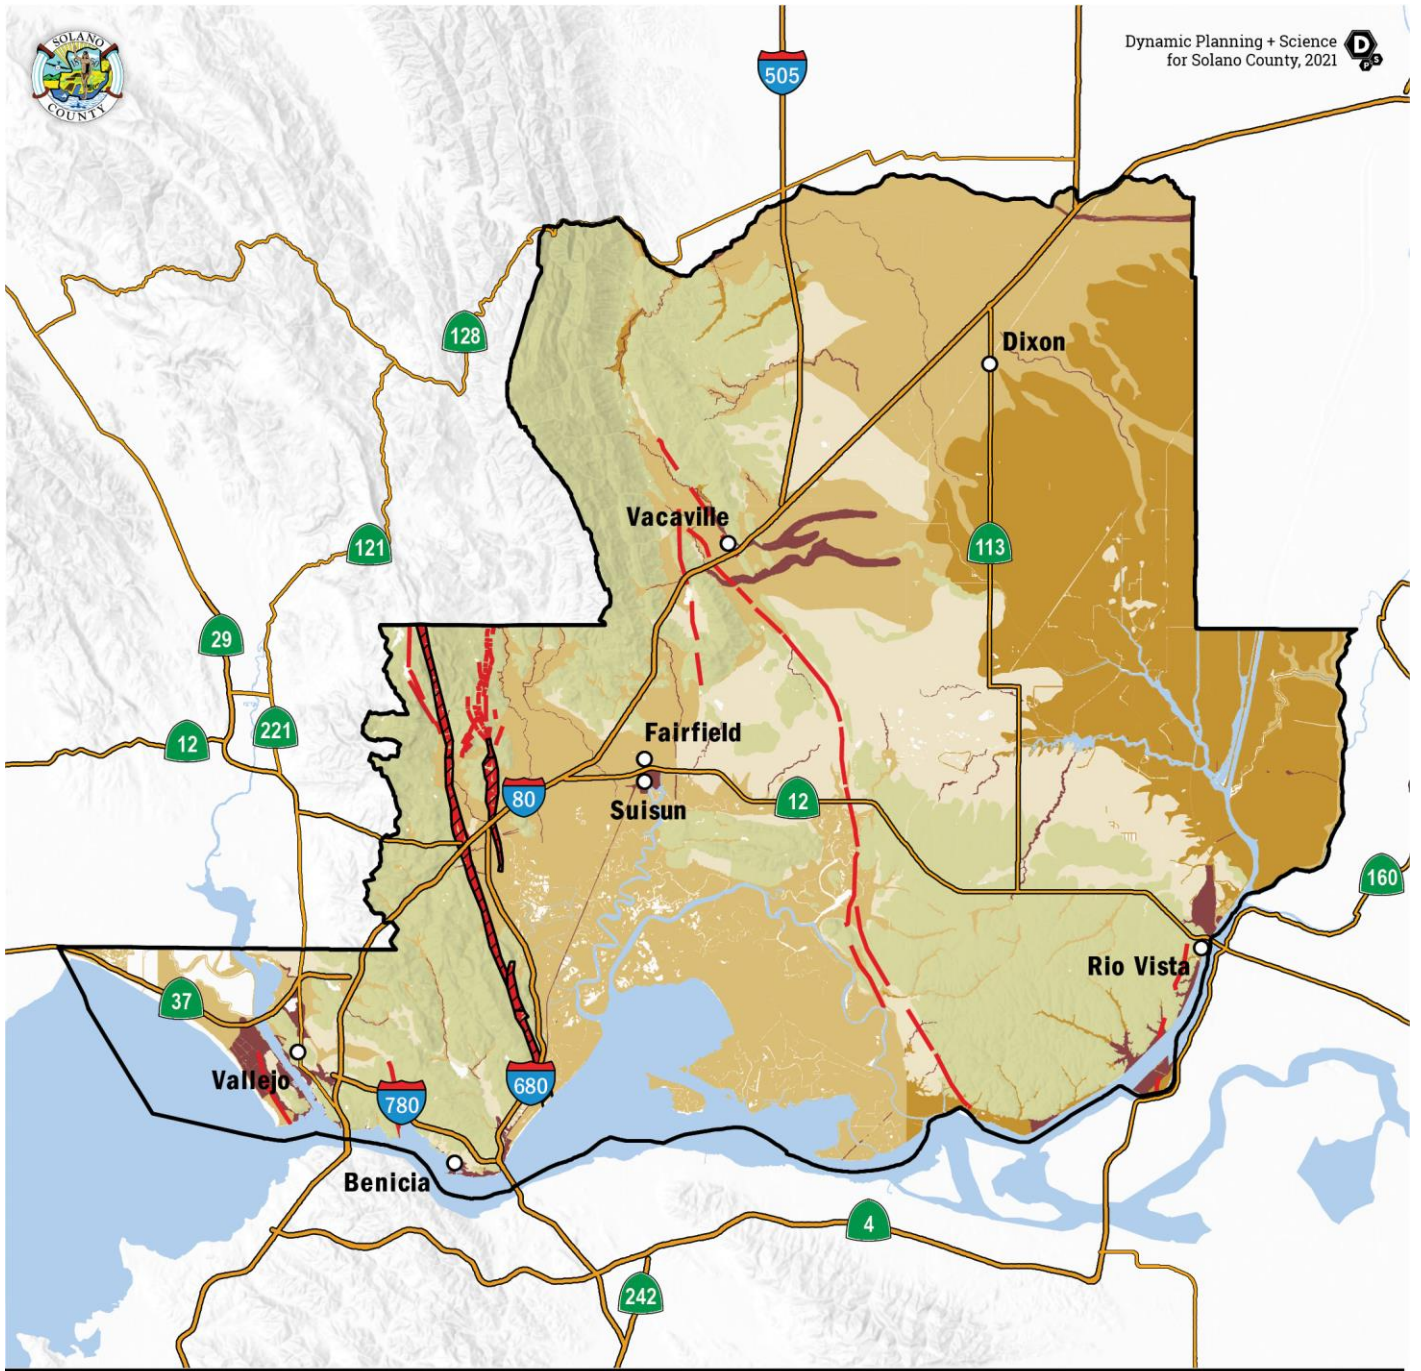 SOLANO
COUNTY
Dynamic Planning + Science
for Solano County, 2021
D
P S
505
128
Dixon
Vacaville
121
113
29
12
221
Fairfield
80
Suisun
12
160
Rio Vista
37
Vallejo
780
680
Benicia
4
242